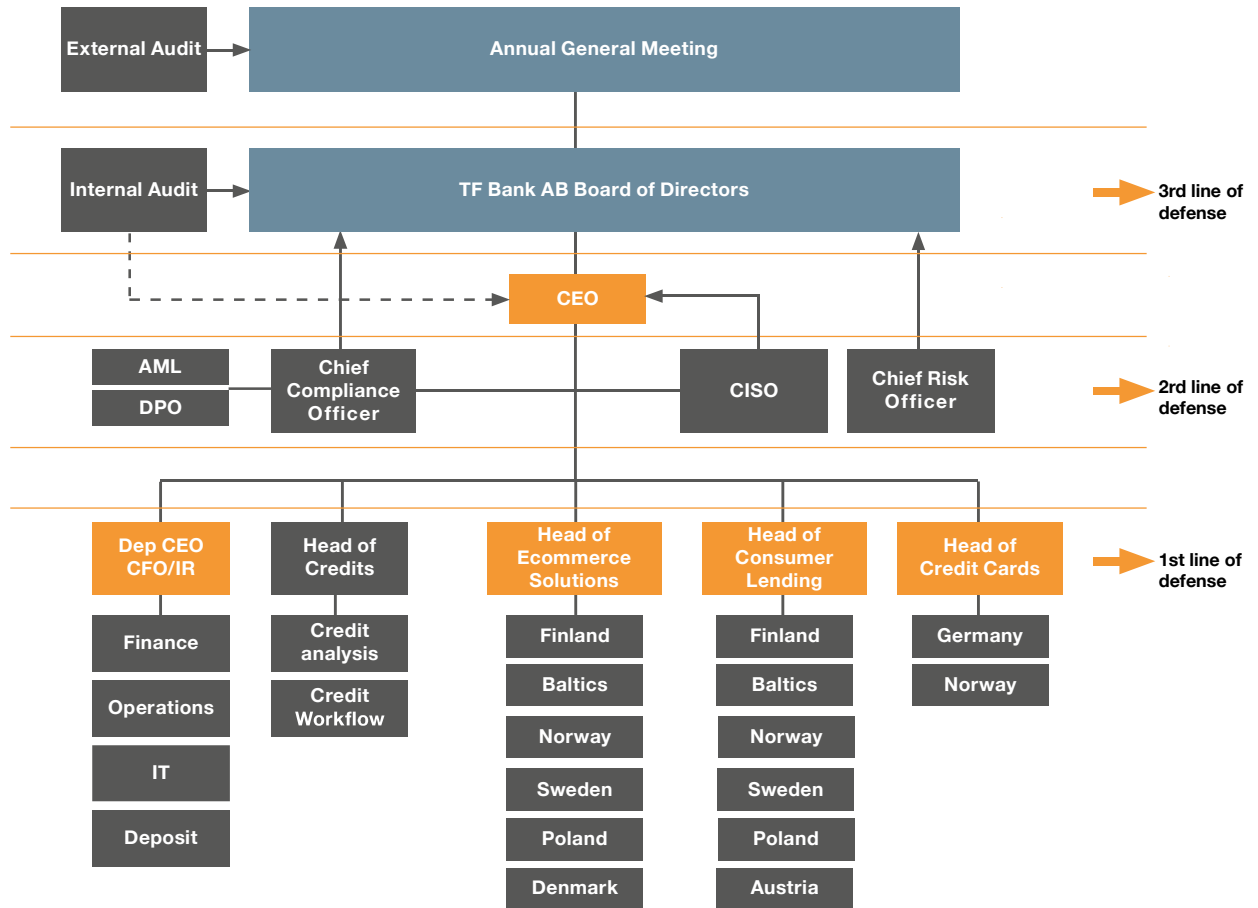 External Audit
Annual General Meeting
Internal Audit
TF Bank AB Board of Directors
3rd line of
defense
CEO
AML
DPO
Chief
Compliance
Officer
CISO
Chief Risk
Officer
2nd line of
defense
Dep CEO
CFO/IR
Head of
Credits
Head of
Ecommerce
Solutions
Head of
Consumer
Lending
Head of
Credit Cards
1st line of
defense
Finance
Operations
IT
Deposit
Credit
analysis
Credit
Workflow
Finland
Baltics
Norway
Sweden
Poland
Denmark
Finland
Baltics
Norway
Sweden
Poland
Austria
Germany
Norway